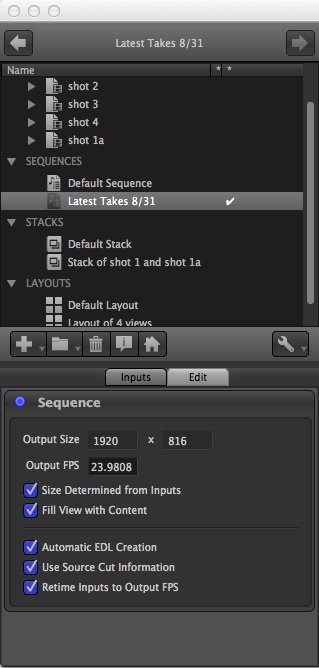 Latest Takes 8/31
Name * *
shot 2
shot 3
shot 4
shot 1a
SEQUENCES
Default Sequence
Latest Takes 8/31 ✔
STACKS
Default Stack
Stack of shot 1 and shot 1a
LAYOUTS
Default Layout
Layout of 4 views
Inputs Edit
Sequence
Output Size 1920 x 816
Output FPS 23.9808
Size Determined from Inputs
Fill View with Content
Automatic EDL Creation
Use Source Cut Information
Retime Inputs to Output FPS